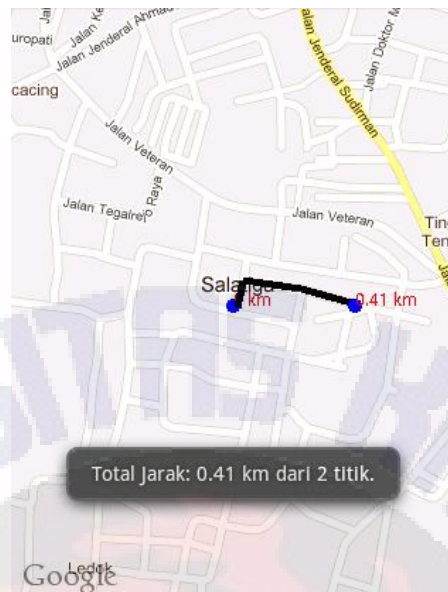 uropati
Jalan Jenderal Ahmad
cacing
Jalan Jenderal Sudirman
Jalan Doktor M
Jalan Veteran
Jalan Tegalrejo Raya
Jalan Veteran
Salatiga
km
0.41 km
Total Jarak: 0.41 km dari 2 titik.
Ledok
Google